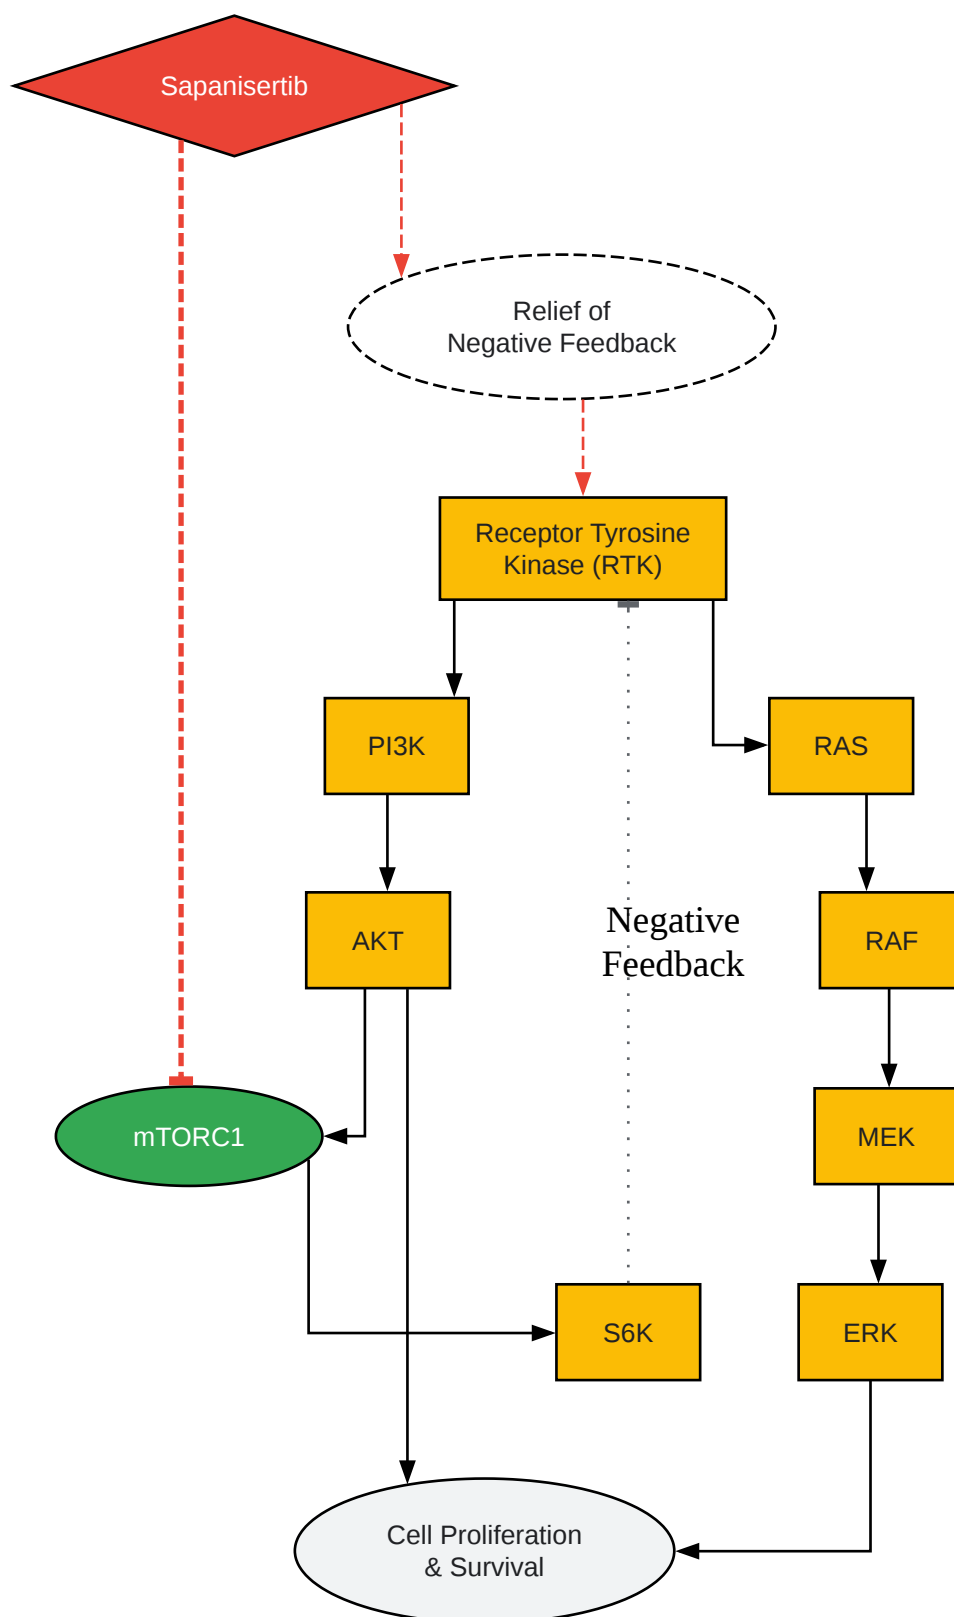 Sapanisertib
Relief of
Negative Feedback
Receptor Tyrosine
Kinase (RTK)
PI3K
RAS
AKT
Negative
Feedback
RAF
mTORC1
MEK
S6K
ERK
Cell Proliferation
& Survival